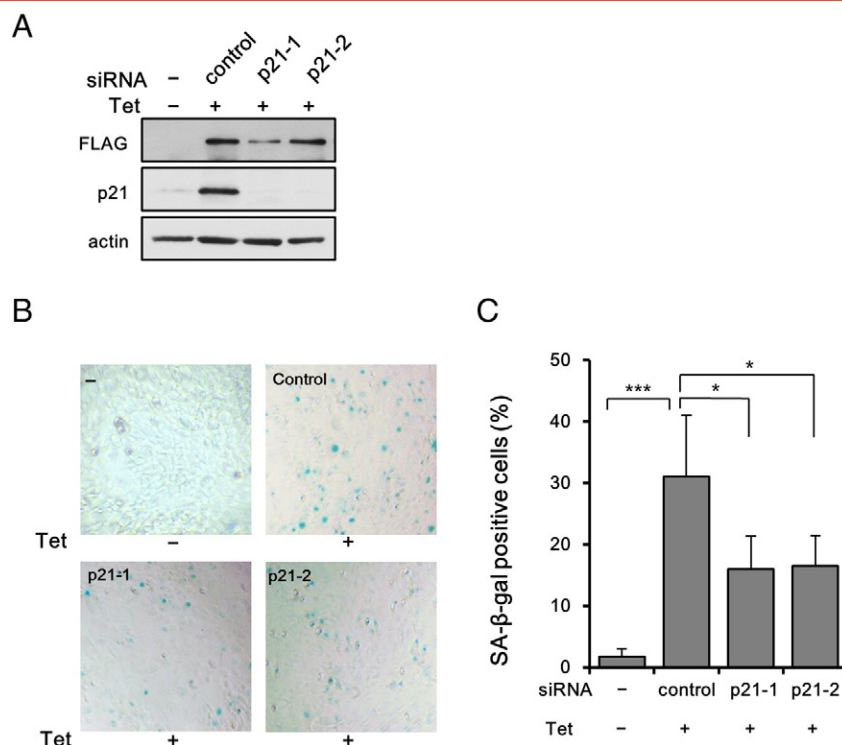 A
siRNA – control p21-1 p21-2
Tet – + + +
FLAG
p21
actin
B
– Control
Tet – +
p21-1 p21-2
Tet + +
C
SA-β-gal positive cells (%)
50
40
30
20
10
0
*** * *
siRNA – control p21-1 p21-2
Tet – + + +